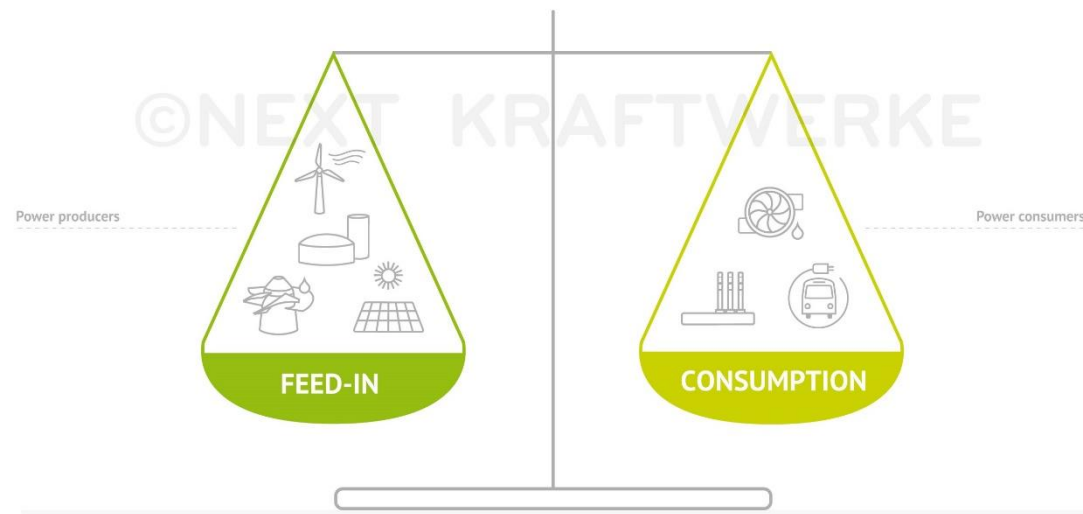 ©NEXT KRAFTWERKE
Power producers
Power consumers
FEED-IN
CONSUMPTION